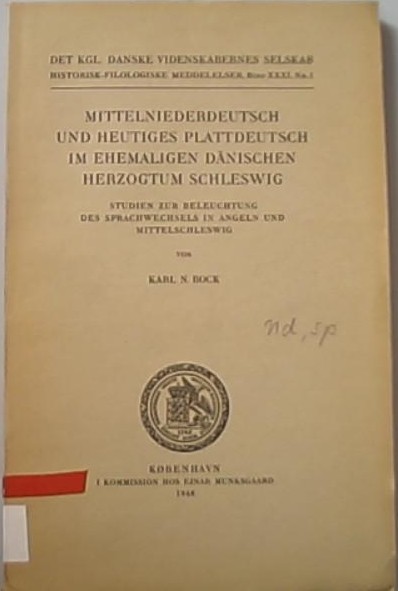 DET KGL. DANSKE VIDENSKABERNES SELSKAB
HISTORISK-FILOLOGISKE MEDDELELSER, BIND XXXI, NR. 1
MITTELNIEDERDEUTSCH
UND HEUTIGES PLATTDEUTSCH
IM EHEMALIGEN DÄNISCHEN
HERZOGTUM SCHLESWIG
STUDIEN ZUR BELEUCHTUNG
DES SPRACHWECHSELS IN ANGELN UND
MITTELSCHLESWIG
VON
KARL N. BOCK
nd, sp
KØBENHAVN
I KOMMISSION HOS EJNAR MUNKSGAARD
1948